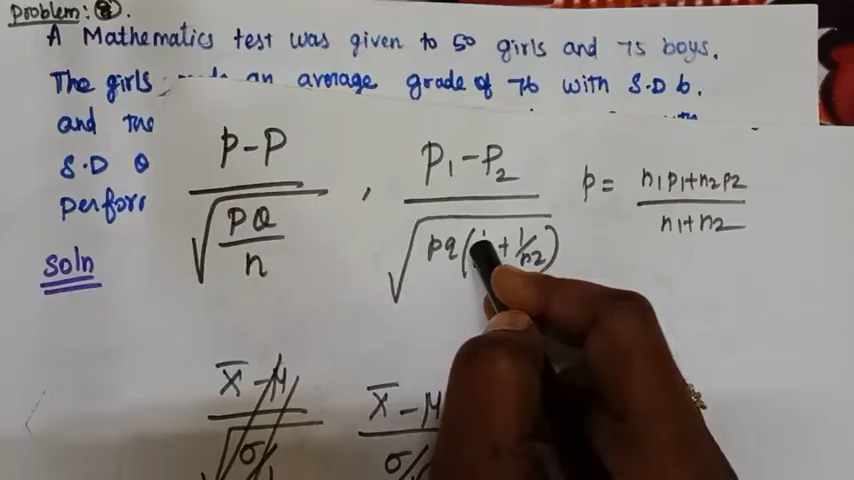 Problem: 8.
A Mathematics test was given to 50 girls and 75 boys.
The girls made an average grade of 76 with S.D 6.
and the
S.D
perfor
Soln
p-P / √(PQ/n) , p1-p2 / √(pq(1/ +1/n2)) p = n1p1+n2p2 / n1+n2
x̄-μ / √σ x̄-μ / σ/